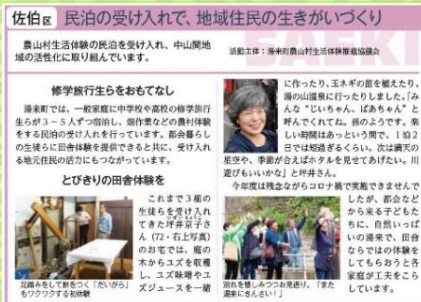 佐伯区 民泊の受け入れで、地域住民の生きがいづくり
農山村生活体験の民泊を受け入れ、中山間地
域の活性化に取り組んでいます。
活動主体：湯来町農山村生活体験推進協議会
修学旅行生らをおもてなし
湯来町では、一般家庭に中学校や高校の修学旅行
生らが3～5人ずつ宿泊し、畑作業などの農村体験
をする民泊の受け入れを行っています。都会暮らし
の生徒らに田舎体験を提供できると共に、受け入れ
る地元住民の活力にもつながっています。
とびきりの田舎体験を
これまで3組の
生徒らを受け入れ
てきた坪井京子さ
ん（72・右上写真）
のお宅では、庭の
木からユズを収穫
し、ユズ味噌やユ
ズジュースを一緒
足踏みをして餅をつく「だいがら」
もワクワクする初体験
に作ったり、玉ネギの苗を植えたり、
湯の山温泉に行ったりしました。「み
んな“じいちゃん、ばあちゃん”と
呼んでくれてね。孫のようです。楽
しい時間はあっという間で、1泊2
日では短過ぎるくらい。次は満天の
星空や、季節が合えばホタルを見せてあげたい。川
遊びもいいかな」と坪井さん。
今年度は残念ながらコロナ禍で実施できませんで
したが、都会など
から来る子どもた
ちに、自然いっぱ
いの湯来で、田舎
ならではの体験を
してもらおうと各
家庭が工夫をこら
しています。
別れを惜しみつつお見送り。「また
湯来にきんさい！」